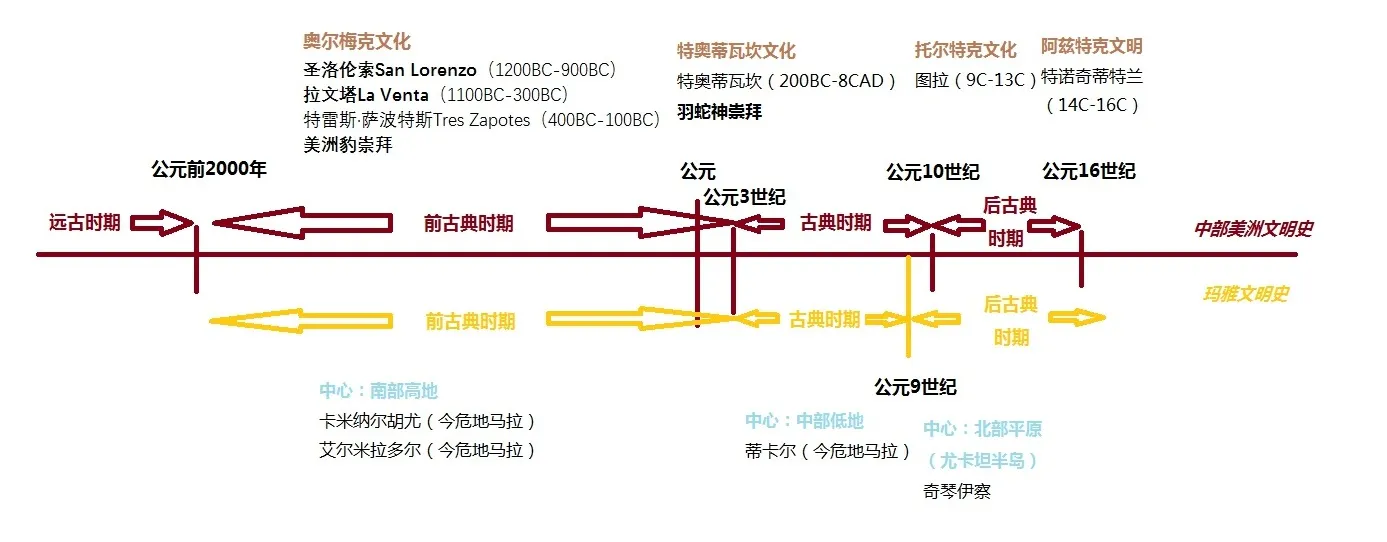 奥尔梅克文化
圣洛伦索San Lorenzo（1200BC-900BC）
拉文塔La Venta（1100BC-300BC）
特雷斯·萨波特斯Tres Zapotes（400BC-100BC）
美洲豹崇拜
特奥蒂瓦坎文化
特奥蒂瓦坎（200BC-8CAD）
羽蛇神崇拜
托尔特克文化
图拉（9C-13C）
阿兹特克文明
特诺奇蒂特兰
（14C-16C）
公元前2000年
公元
公元3世纪
公元10世纪
公元16世纪
远古时期
前古典时期
古典时期
后古典
时期
中部美洲文明史
玛雅文明史
前古典时期
古典时期
后古典
时期
公元9世纪
中心：南部高地
卡米纳尔胡尤（今危地马拉）
艾尔米拉多尔（今危地马拉）
中心：中部低地
蒂卡尔（今危地马拉）
中心：北部平原
（尤卡坦半岛）
奇琴伊察